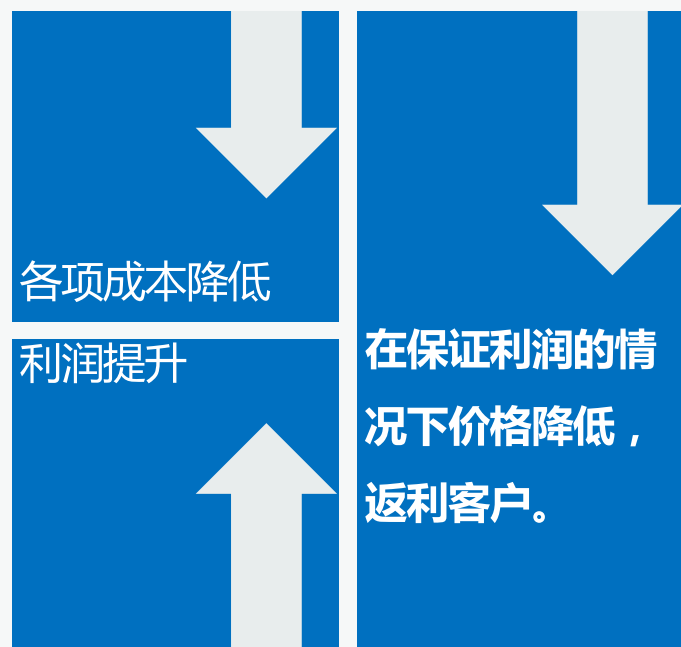 各项成本降低
利润提升
在保证利润的情
况下价格降低，
返利客户。